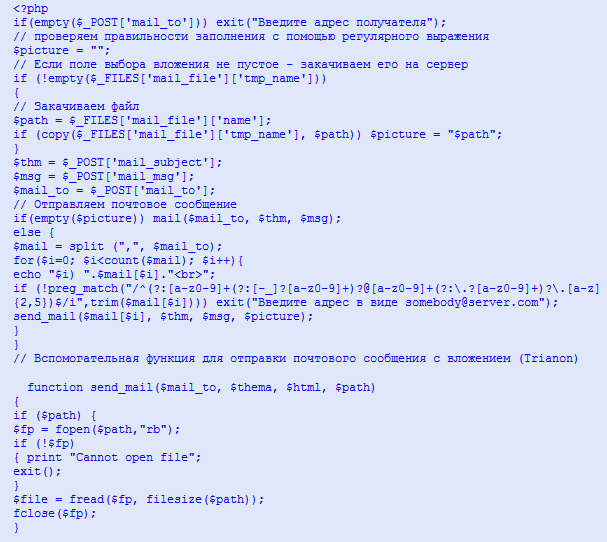 <?php
if(empty($_POST['mail_to'])) exit("Введите адрес получателя");
// проверяем правильности заполнения с помощью регулярного выражения
$picture = "";
// Если поле выбора вложения не пустое - закачиваем его на сервер
if (!empty($_FILES['mail_file']['tmp_name']))
{
// Закачиваем файл
$path = $_FILES['mail_file']['name'];
if (copy($_FILES['mail_file']['tmp_name'], $path)) $picture = "$path";
}
$thm = $_POST['mail_subject'];
$msg = $_POST['mail_msg'];
$mail_to = $_POST['mail_to'];
// Отправляем почтовое сообщение
if(empty($picture)) mail($mail_to, $thm, $msg);
else {
$mail = split (",", $mail_to);
for($i=0; $i<count($mail); $i++){
echo "$i) ".$mail[$i]."<br>";
if (!preg_match("/^(?:[a-z0-9]+(?:[-_]?[a-z0-9]+)?@[a-z0-9]+(?:\.?[a-z0-9]+)?\.[a-z]
{2,5})$/i",trim($mail[$i]))) exit("Введите адрес в виде somebody@server.com");
send_mail($mail[$i], $thm, $msg, $picture);
}
}
// Вспомогательная функция для отправки почтового сообщения с вложением (Trianon)
function send_mail($mail_to, $thema, $html, $path)
{
if ($path) {
$fp = fopen($path,"rb");
if (!$fp)
{ print "Cannot open file";
exit();
}
$file = fread($fp, filesize($path));
fclose($fp);
}